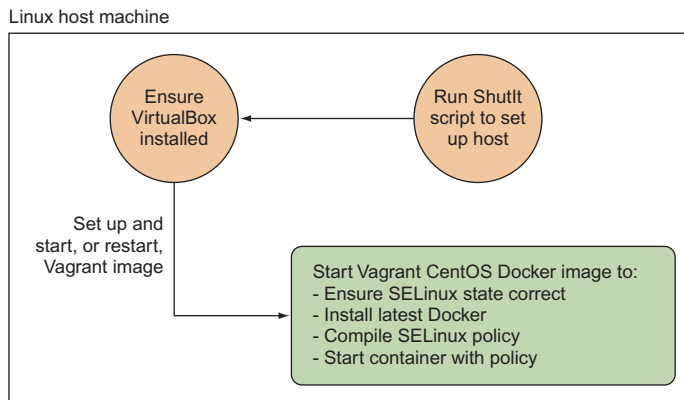 Linux host machine
Ensure
VirtualBox
installed
Run ShutIt
script to set
up host
Set up and
start, or restart,
Vagrant image
Start Vagrant CentOS Docker image to:
- Ensure SELinux state correct
- Install latest Docker
- Compile SELinux policy
- Start container with policy